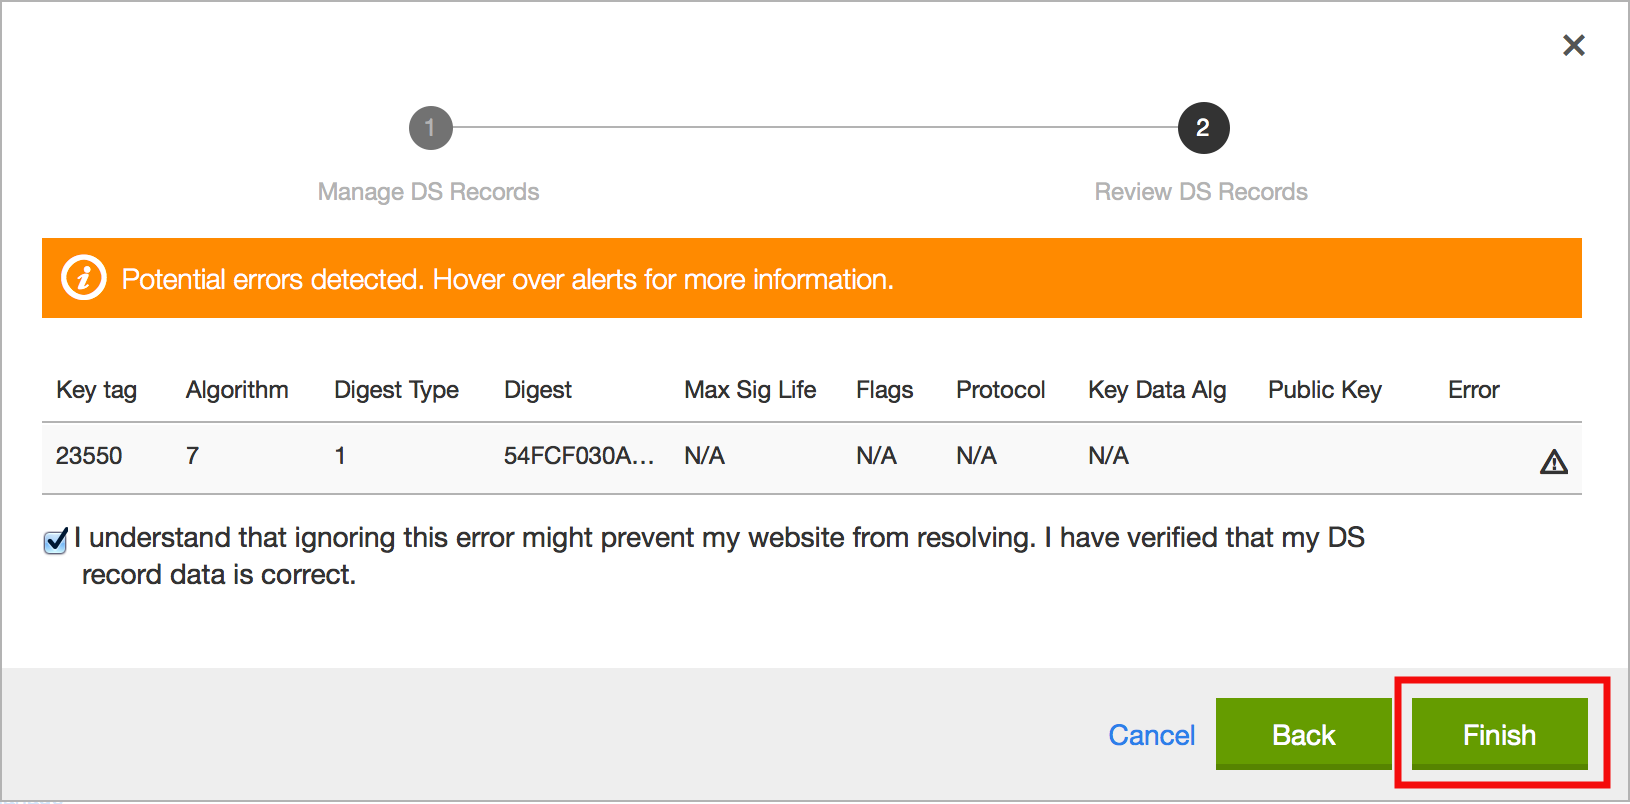 1
2
Manage DS Records
Review DS Records
Potential errors detected. Hover over alerts for more information.
Key tag Algorithm Digest Type Digest Max Sig Life Flags Protocol Key Data Alg Public Key Error
23550 7 1 54FCF030A... N/A N/A N/A N/A
I understand that ignoring this error might prevent my website from resolving. I have verified that my DS
record data is correct.
Cancel Back Finish